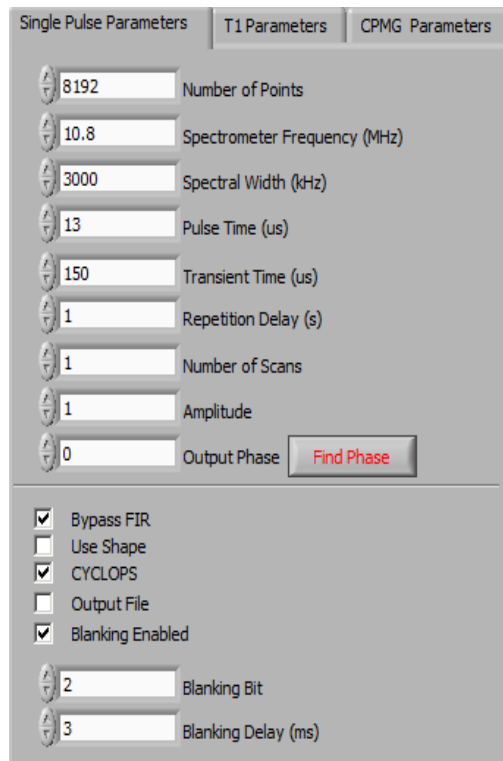 Single Pulse Parameters T1 Parameters CPMG Parameters
8192 Number of Points
10.8 Spectrometer Frequency (MHz)
3000 Spectral Width (kHz)
13 Pulse Time (us)
150 Transient Time (us)
1 Repetition Delay (s)
1 Number of Scans
1 Amplitude
0 Output Phase Find Phase
Bypass FIR
Use Shape
CYCLOPS
Output File
Blanking Enabled
2 Blanking Bit
3 Blanking Delay (ms)